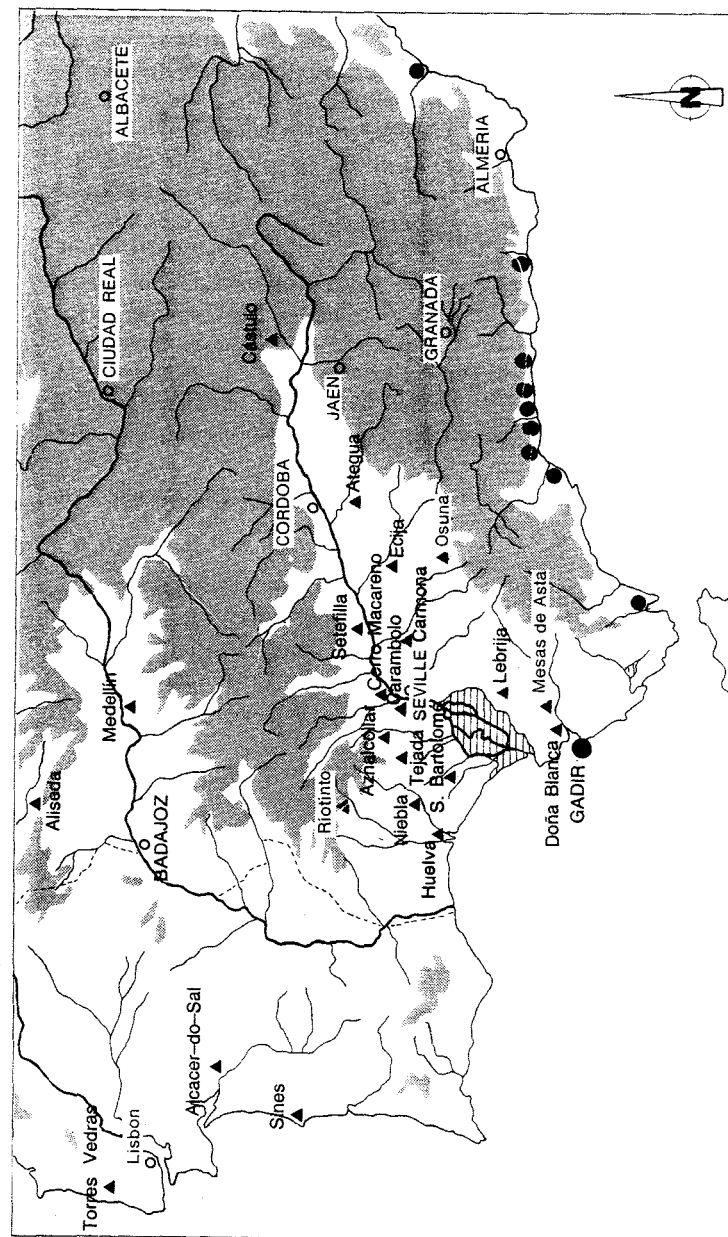 Torres Vedras
Lisbon
Alcacer-do-Sal
Sines
Aliseda
BADAJOZ
Medellin
CIUDAD REAL
ALBACETE
Riotinto
Niebla
Huelva
Aznalcollar
Tejada
S. Bartolomé
Carambolo
SEVILLE
Cerro Macareno
Carmona
Setefilla
Ecija
Osuna
CORDOBA
Ategua
Castulo
JAEN
GRANADA
ALMERIA
Lebrija
Mesas de Asta
Doña Blanca
GADIR
N